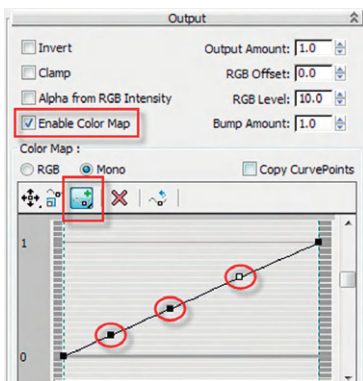 Output
Invert
Output Amount: 1.0
Clamp
RGB Offset: 0.0
Alpha from RGB Intensity
RGB Level: 10.0
Enable Color Map
Bump Amount: 1.0
Color Map :
RGB Mono Copy CurvePoints
1
0